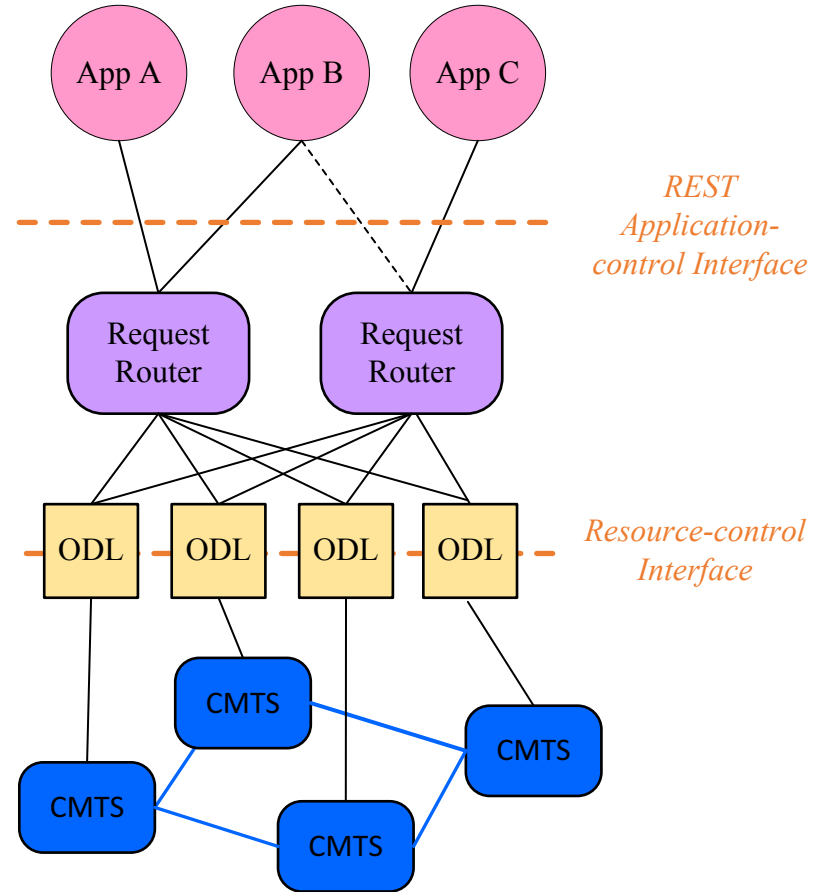 App A
App B
App C
REST
Application-
control Interface
Request
Router
Request
Router
ODL
ODL
ODL
ODL
Resource-control
Interface
CMTS
CMTS
CMTS
CMTS